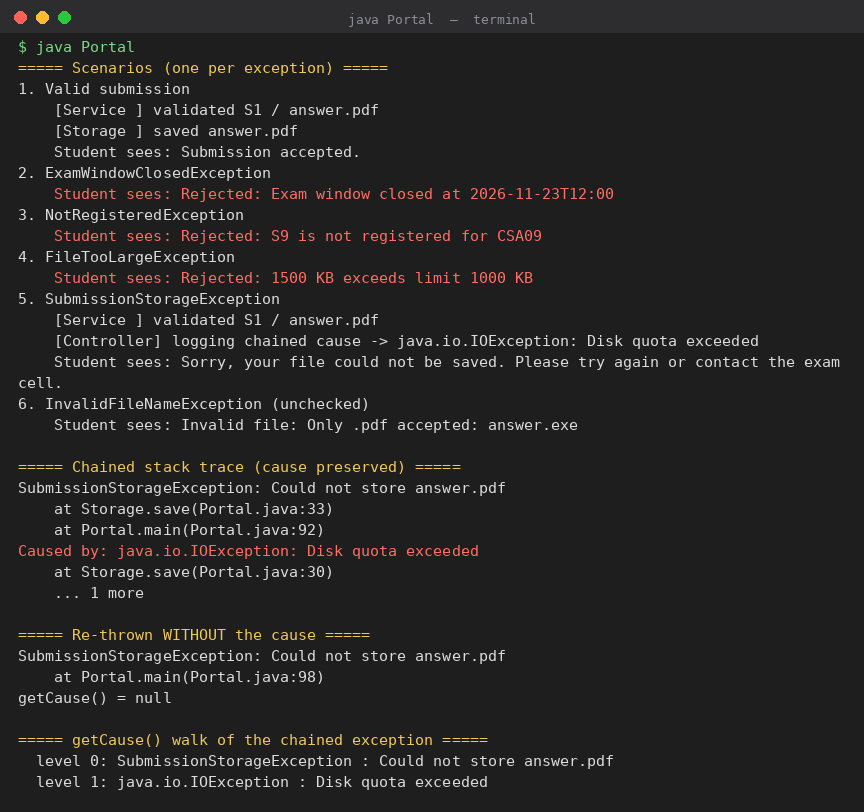 java Portal — terminal
$ java Portal
===== Scenarios (one per exception) =====
1. Valid submission
    [Service ] validated S1 / answer.pdf
    [Storage ] saved answer.pdf
    Student sees: Submission accepted.
2. ExamWindowClosedException
    Student sees: Rejected: Exam window closed at 2026-11-23T12:00
3. NotRegisteredException
    Student sees: Rejected: S9 is not registered for CSA09
4. FileTooLargeException
    Student sees: Rejected: 1500 KB exceeds limit 1000 KB
5. SubmissionStorageException
    [Service ] validated S1 / answer.pdf
    [Controller] logging chained cause -> java.io.IOException: Disk quota exceeded
    Student sees: Sorry, your file could not be saved. Please try again or contact the exam
cell.
6. InvalidFileNameException (unchecked)
    Student sees: Invalid file: Only .pdf accepted: answer.exe

===== Chained stack trace (cause preserved) =====
SubmissionStorageException: Could not store answer.pdf
    at Storage.save(Portal.java:33)
    at Portal.main(Portal.java:92)
Caused by: java.io.IOException: Disk quota exceeded
    at Storage.save(Portal.java:30)
    ... 1 more

===== Re-thrown WITHOUT the cause =====
SubmissionStorageException: Could not store answer.pdf
    at Portal.main(Portal.java:98)
getCause() = null

===== getCause() walk of the chained exception =====
  level 0: SubmissionStorageException : Could not store answer.pdf
  level 1: java.io.IOException : Disk quota exceeded